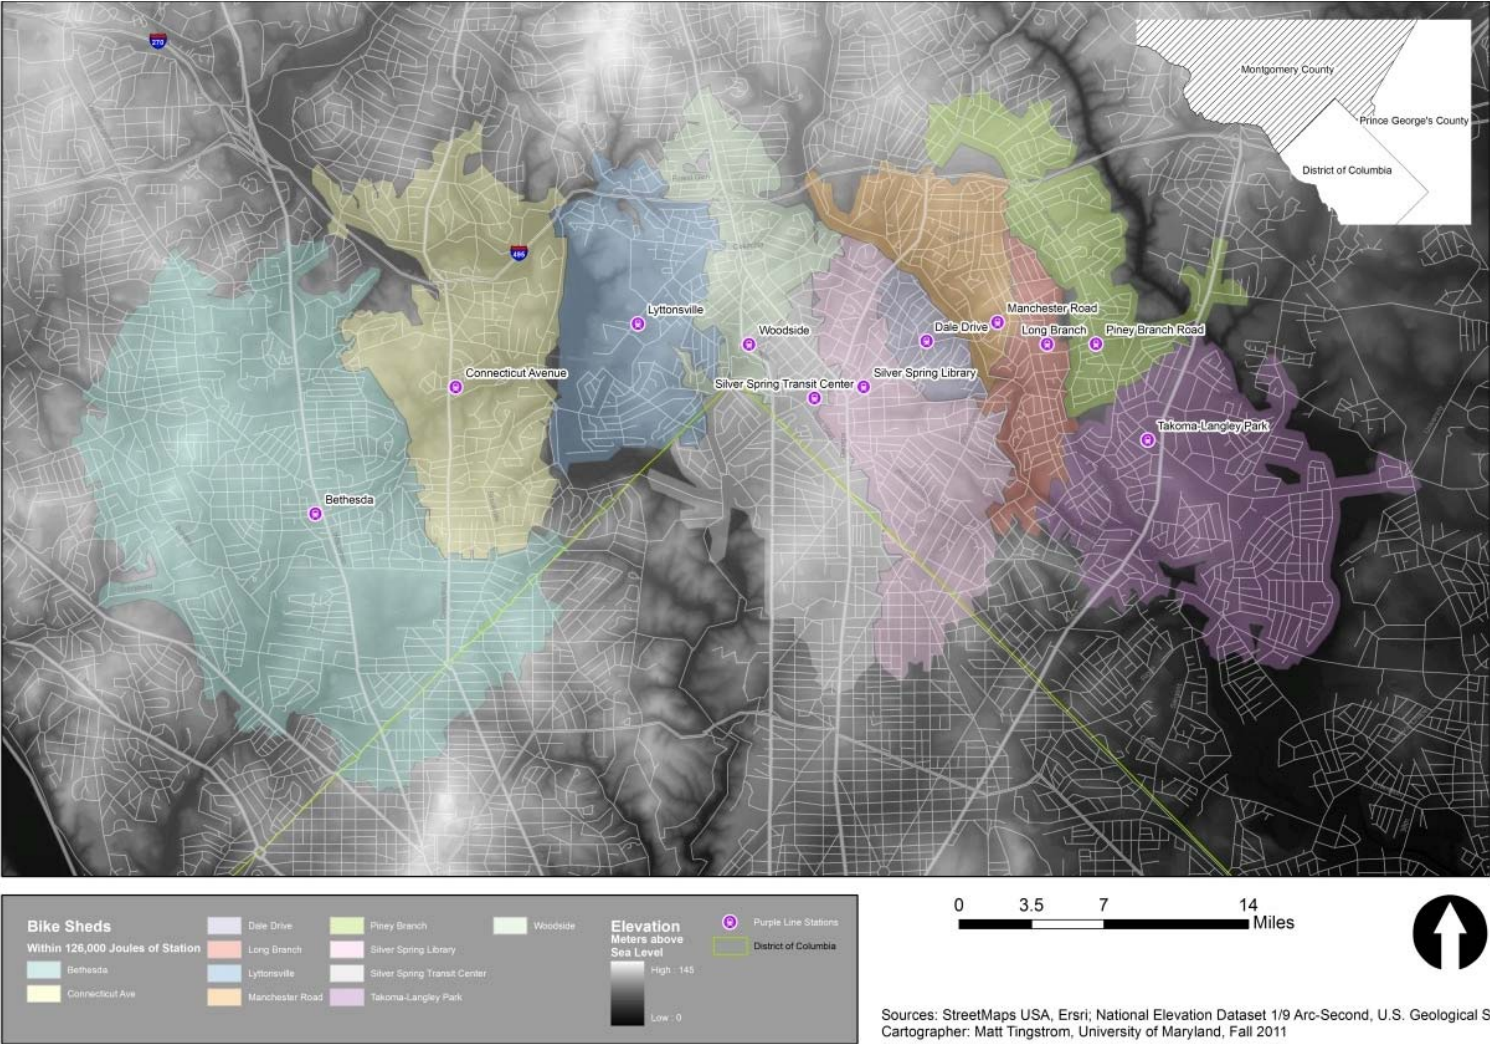 270
Montgomery County
Prince George's County
District of Columbia
495
Lyttonsville
Woodside
Manchester Road
Dale Drive
Long Branch
Piney Branch Road
Connecticut Avenue
Silver Spring Transit Center
Silver Spring Library
Takoma-Langley Park
Bethesda
Bike Sheds
Within 126,000 Joules of Station
Bethesda
Connecticut Ave
Dale Drive
Long Branch
Lyttonsville
Manchester Road
Piney Branch
Silver Spring Library
Silver Spring Transit Center
Takoma-Langley Park
Woodside
Elevation
Meters above
Sea Level
High : 145
Low : 0
Purple Line Stations
District of Columbia
0 3.5 7 14
Miles
Sources: StreetMaps USA, Ersri; National Elevation Dataset 1/9 Arc-Second, U.S. Geological S
Cartographer: Matt Tingstrom, University of Maryland, Fall 2011